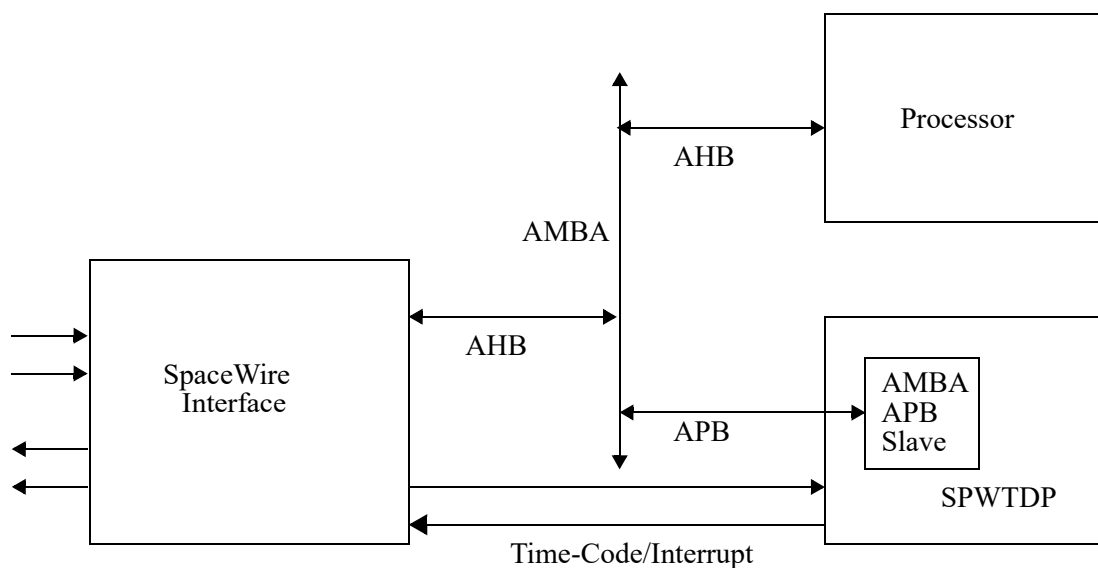 Processor
AHB
AMBA
AHB
SpaceWire
Interface
AMBA
APB
Slave
APB
SPWTDP
Time-Code/Interrupt